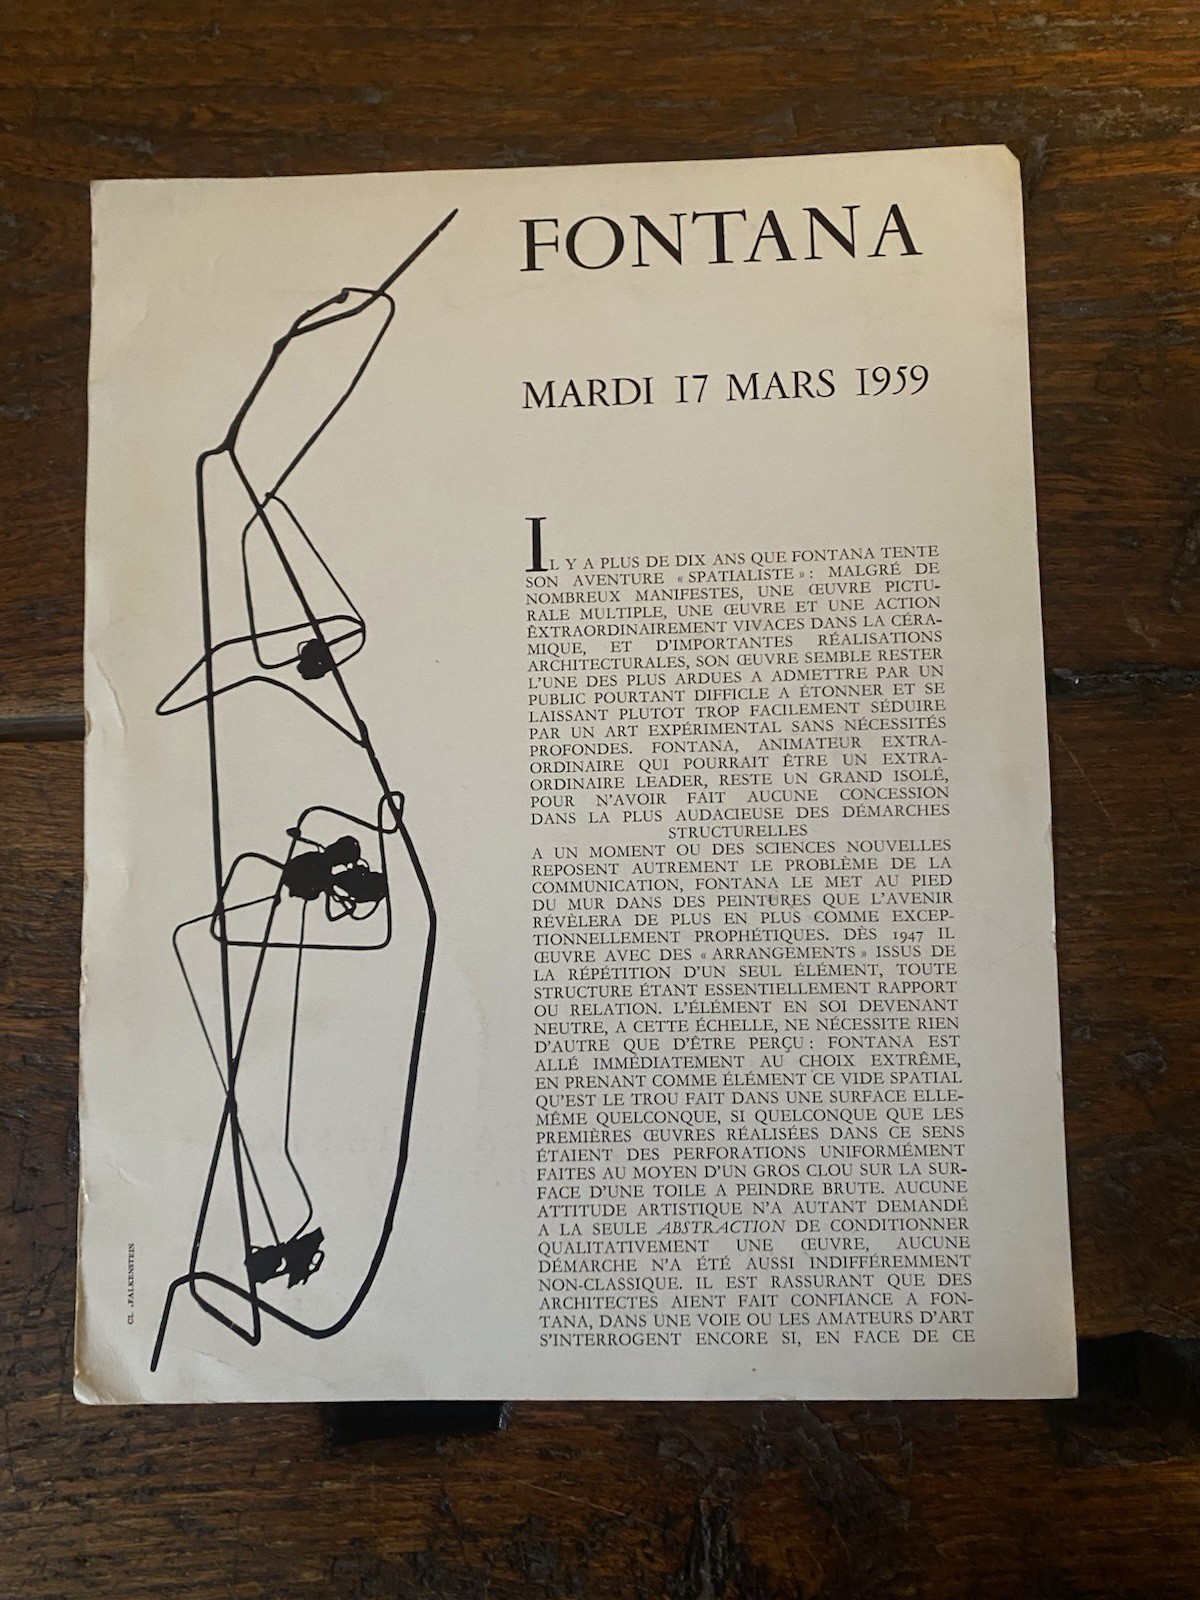 FONTANA
MARDI 17 MARS 1959
IL Y A PLUS DE DIX ANS QUE FONTANA TENTE
SON AVENTURE « SPATIALISTE » : MALGRÉ DE
NOMBREUX MANIFESTES, UNE ŒUVRE PICTU-
RALE MULTIPLE, UNE ŒUVRE ET UNE ACTION
EXTRAORDINAIREMENT VIVACES DANS LA CÉRA-
MIQUE, ET D'IMPORTANTES RÉALISATIONS
ARCHITECTURALES, SON ŒUVRE SEMBLE RESTER
L'UNE DES PLUS ARDUES A ADMETTRE PAR UN
PUBLIC POURTANT DIFFICLE A ÉTONNER ET SE
LAISSANT PLUTOT TROP FACILEMENT SÉDUIRE
PAR UN ART EXPÉRIMENTAL SANS NÉCESSITÉS
PROFONDES. FONTANA, ANIMATEUR EXTRA-
ORDINAIRE QUI POURRAIT ÊTRE UN EXTRA-
ORDINAIRE LEADER, RESTE UN GRAND ISOLÉ,
POUR N'AVOIR FAIT AUCUNE CONCESSION
DANS LA PLUS AUDACIEUSE DES DÉMARCHES
STRUCTURELLES
A UN MOMENT OU DES SCIENCES NOUVELLES
REPOSENT AUTREMENT LE PROBLÈME DE LA
COMMUNICATION, FONTANA LE MET AU PIED
DU MUR DANS DES PEINTURES QUE L'AVENIR
RÉVÈLERA DE PLUS EN PLUS COMME EXCEP-
TIONNELLEMENT PROPHÉTIQUES. DÈS 1947 IL
ŒUVRE AVEC DES « ARRANGEMENTS » ISSUS DE
LA RÉPÉTITION D'UN SEUL ÉLÉMENT, TOUTE
STRUCTURE ÉTANT ESSENTIELLEMENT RAPPORT
OU RELATION. L'ÉLÉMENT EN SOI DEVENANT
NEUTRE, A CETTE ÉCHELLE, NE NÉCESSITE RIEN
D'AUTRE QUE D'ÊTRE PERÇU : FONTANA EST
ALLÉ IMMÉDIATEMENT AU CHOIX EXTRÊME,
EN PRENANT COMME ÉLÉMENT CE VIDE SPATIAL
QU'EST LE TROU FAIT DANS UNE SURFACE ELLE-
MÊME QUELCONQUE, SI QUELCONQUE QUE LES
PREMIÈRES ŒUVRES RÉALISÉES DANS CE SENS
ÉTAIENT DES PERFORATIONS UNIFORMÉMENT
FAITES AU MOYEN D'UN GROS CLOU SUR LA SUR-
FACE D'UNE TOILE A PEINDRE BRUTE. AUCUNE
ATTITUDE ARTISTIQUE N'A AUTANT DEMANDÉ
A LA SEULE ABSTRACTION DE CONDITIONNER
QUALITATIVEMENT UNE ŒUVRE, AUCUNE
DÉMARCHE N'A ÉTÉ AUSSI INDIFFÉREMMENT
NON-CLASSIQUE. IL EST RASSURANT QUE DES
ARCHITECTES AIENT FAIT CONFIANCE A FON-
TANA, DANS UNE VOIE OU LES AMATEURS D'ART
S'INTERROGENT ENCORE SI, EN FACE DE CE
CL. FALKENSTEIN